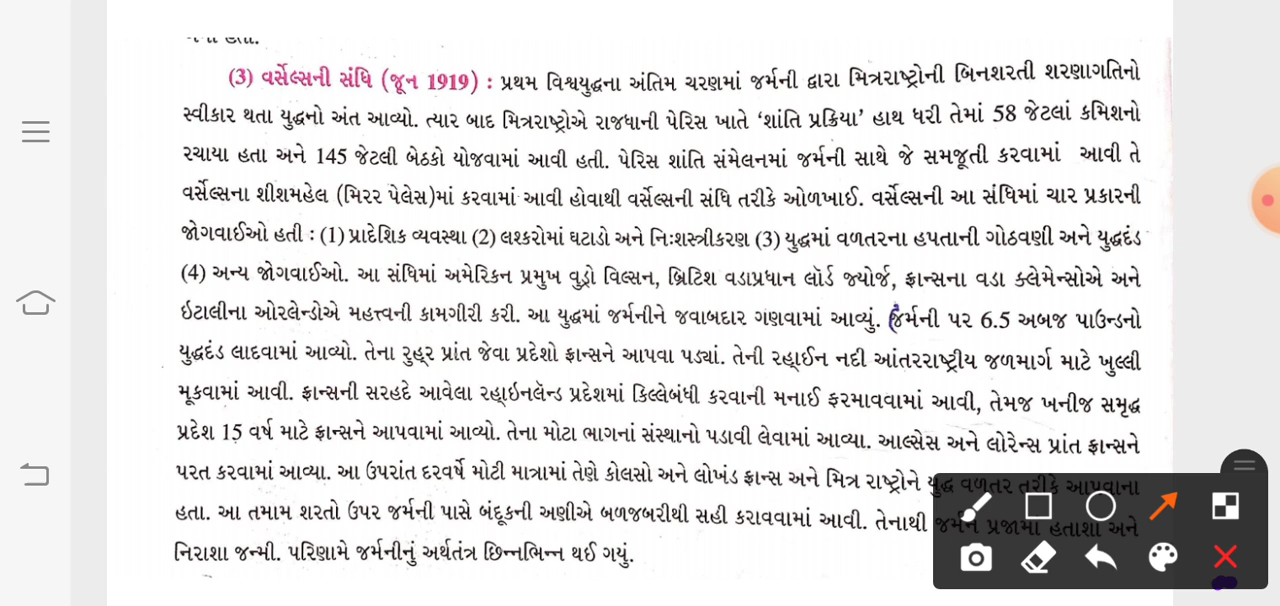 (3) વર્સેલ્સની સંધિ (જૂન 1919) : પ્રથમ વિશ્વયુદ્ધના અંતિમ ચરણમાં જર્મની દ્વારા મિત્રરાષ્ટ્રોની બિનશરતી શરણાગતિનો
સ્વીકાર થતા યુદ્ધનો અંત આવ્યો. ત્યાર બાદ મિત્રરાષ્ટ્રોએ રાજધાની પેરિસ ખાતે ‘શાંતિ પ્રક્રિયા’ હાથ ધરી તેમાં 58 જેટલાં કમિશનો
રચાયા હતા અને 145 જેટલી બેઠકો યોજવામાં આવી હતી. પેરિસ શાંતિ સંમેલનમાં જર્મની સાથે જે સમજૂતી કરવામાં આવી તે
વર્સેલ્સના શીશમહેલ (મિરર પેલેસ)માં કરવામાં આવી હોવાથી વર્સેલ્સની સંધિ તરીકે ઓળખાઈ. વર્સેલ્સની આ સંધિમાં ચાર પ્રકારની
જોગવાઈઓ હતી : (1) પ્રાદેશિક વ્યવસ્થા (2) લશ્કરોમાં ઘટાડો અને નિઃશસ્ત્રીકરણ (3) યુદ્ધમાં વળતરના હપતાની ગોઠવણી અને યુદ્ધદંડ
(4) અન્ય જોગવાઈઓ. આ સંધિમાં અમેરિકન પ્રમુખ વુડ્રો વિલ્સન, બ્રિટિશ વડાપ્રધાન લૉર્ડ જ્યોર્જ, ફ્રાન્સના વડા ક્લેમેન્સોએ અને
ઇટાલીના ઓરલેન્ડોએ મહત્ત્વની કામગીરી કરી. આ યુદ્ધમાં જર્મનીને જવાબદાર ગણવામાં આવ્યું. જર્મની પર 6.5 અબજ પાઉન્ડનો
યુદ્ધદંડ લાદવામાં આવ્યો. તેના રુહ્ર પ્રાંત જેવા પ્રદેશો ફ્રાન્સને આપવા પડ્યાં. તેની રહાઈન નદી આંતરરાષ્ટ્રીય જળમાર્ગ માટે ખુલ્લી
મૂકવામાં આવી. ફ્રાન્સની સરહદે આવેલા રહાઇનલૅન્ડ પ્રદેશમાં કિલ્લેબંધી કરવાની મનાઈ ફરમાવવામાં આવી, તેમજ ખનીજ સમૃદ્ધ
પ્રદેશ 15 વર્ષ માટે ફ્રાન્સને આપવામાં આવ્યો. તેના મોટા ભાગનાં સંસ્થાનો પડાવી લેવામાં આવ્યા. આલ્સેસ અને લોરેન્સ પ્રાંત ફ્રાન્સને
પરત કરવામાં આવ્યા. આ ઉપરાંત દરવર્ષે મોટી માત્રામાં તેણે કોલસો અને લોખંડ ફ્રાન્સ અને મિત્ર રાષ્ટ્રોને યુદ્ધ વળતર તરીકે આપવાના
હતા. આ તમામ શરતો ઉપર જર્મની પાસે બંદૂકની અણીએ બળજબરીથી સહી કરાવવામાં આવી. તેનાથી જર્મન પ્રજામાં હતાશા અને
નિરાશા જન્મી. પરિણામે જર્મનીનું અર્થતંત્ર છિન્નભિન્ન થઈ ગયું.